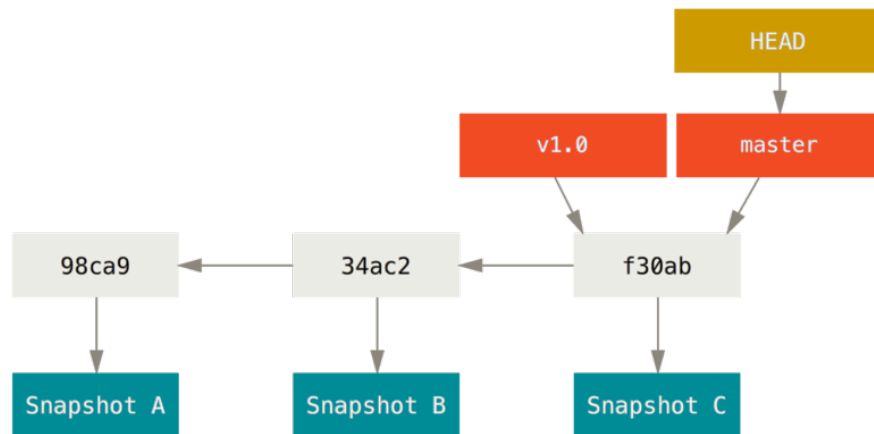 HEAD
v1.0
master
98ca9
34ac2
f30ab
Snapshot A
Snapshot B
Snapshot C